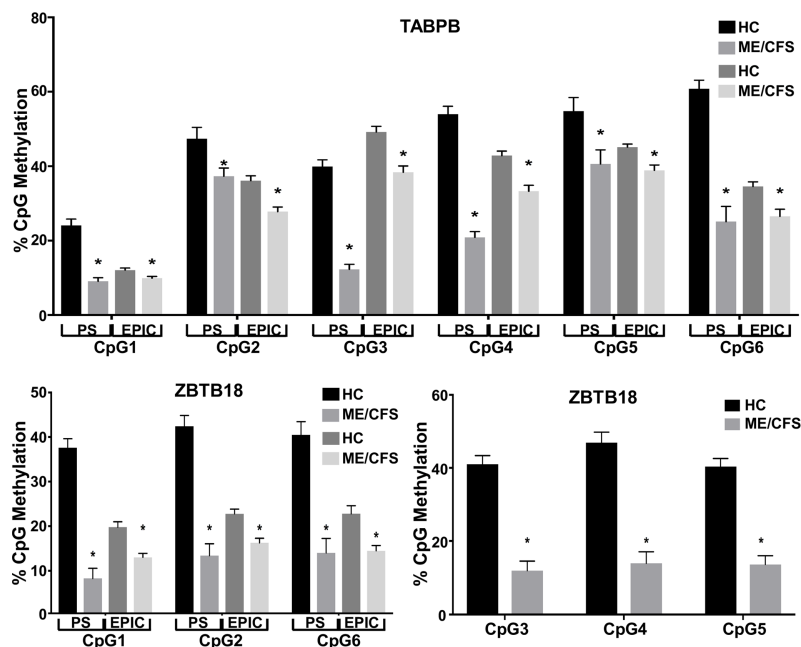 TABPB
HC
ME/CFS
HC
ME/CFS
% CpG Methylation
80
60
40
20
0
PS EPIC PS EPIC PS EPIC PS EPIC PS EPIC PS EPIC
CpG1 CpG2 CpG3 CpG4 CpG5 CpG6
* * * * * * * * * * * *
ZBTB18
HC
ME/CFS
HC
ME/CFS
% CpG Methylation
50
40
30
20
10
0
* * * * * *
PS EPIC PS EPIC PS EPIC
CpG1 CpG2 CpG6
ZBTB18
HC
ME/CFS
% CpG Methylation
60
40
20
0
* * *
CpG3 CpG4 CpG5